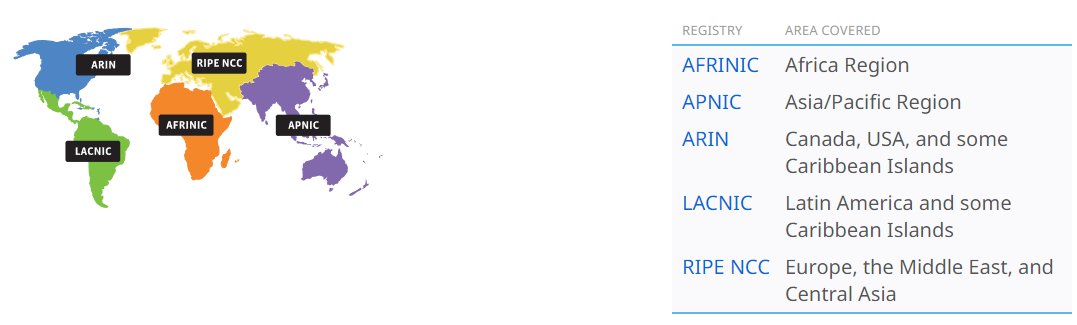 ARIN
RIPE NCC
AFRINIC
APNIC
LACNIC
REGISTRY AREA COVERED
AFRINIC Africa Region
APNIC Asia/Pacific Region
ARIN Canada, USA, and some
Caribbean Islands
LACNIC Latin America and some
Caribbean Islands
RIPE NCC Europe, the Middle East, and
Central Asia